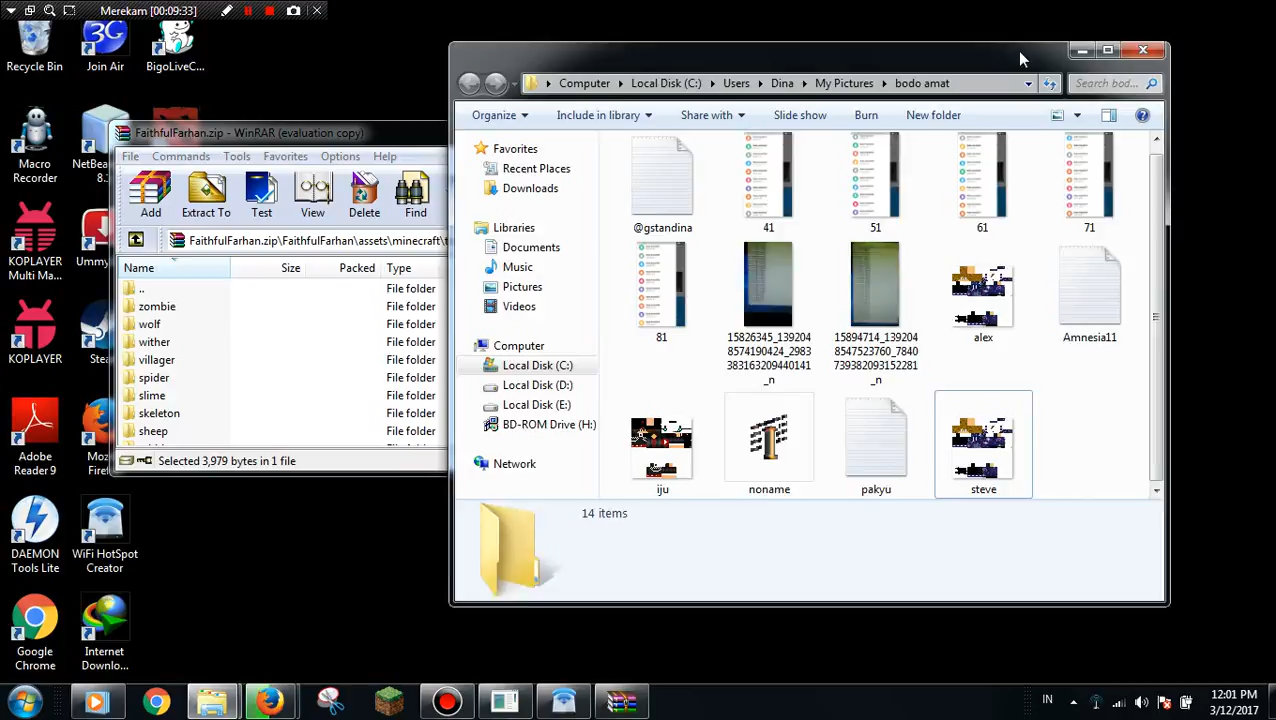 Merekam [00:09:33]
Recycle Bin
Join Air
BigoLiveC...
Macro
Recorder
NetBea
8.
KOPLAYER
Multi Ma...
Ummy
KOPLAYER
Stea
Adobe
Reader 9
M
Firef
DAEMON
Tools Lite
WiFi HotSpot
Creator
Google
Chrome
Internet
Downlo...
FaithfulFarhan.zip - WinRAR (evaluation copy)
File Commands Tools Favorites Options Help
Add
Extract To
Test
View
Delete
Find
FaithfulFarhan.zip\FaithfulFarhan\assets\minecraft\t
Name Size Packed Type
.. File folder
zombie File folder
wolf File folder
wither File folder
villager File folder
spider File folder
slime File folder
skeleton File folder
sheep File folder
Selected 3,979 bytes in 1 file
Computer Local Disk (C:) Users Dina My Pictures bodo amat
Search bod...
Organize Include in library Share with Slide show Burn New folder
Favorites
Recent Places
Downloads
Libraries
Documents
Music
Pictures
Videos
Computer
Local Disk (C:)
Local Disk (D:)
Local Disk (E:)
BD-ROM Drive (H:)
Network
@gstandina
41
51
61
71
81
15826345_139204
8574190424_2983
383163209440141
_n
15894714_139204
8547523760_7840
739382093152281
_n
alex
Amnesia11
iju
noname
pakyu
steve
14 items
IN
12:01 PM
3/12/2017